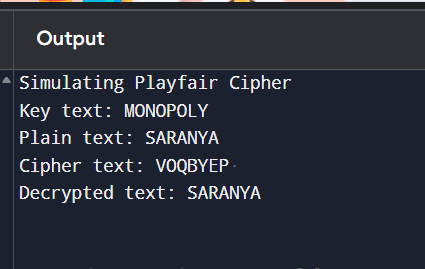 Output
Simulating Playfair Cipher
Key text: MONOPOLY
Plain text: SARANYA
Cipher text: VOQBYEP
Decrypted text: SARANYA